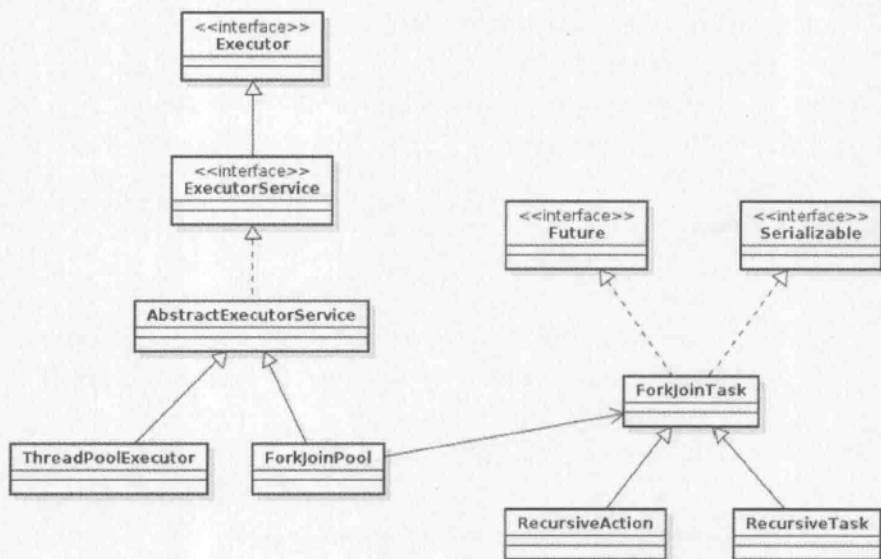 <<interface>>
Executor
<<interface>>
ExecutorService
<<interface>>
Future
<<interface>>
Serializable
AbstractExecutorService
ForkJoinTask
ThreadPoolExecutor
ForkJoinPool
RecursiveAction
RecursiveTask